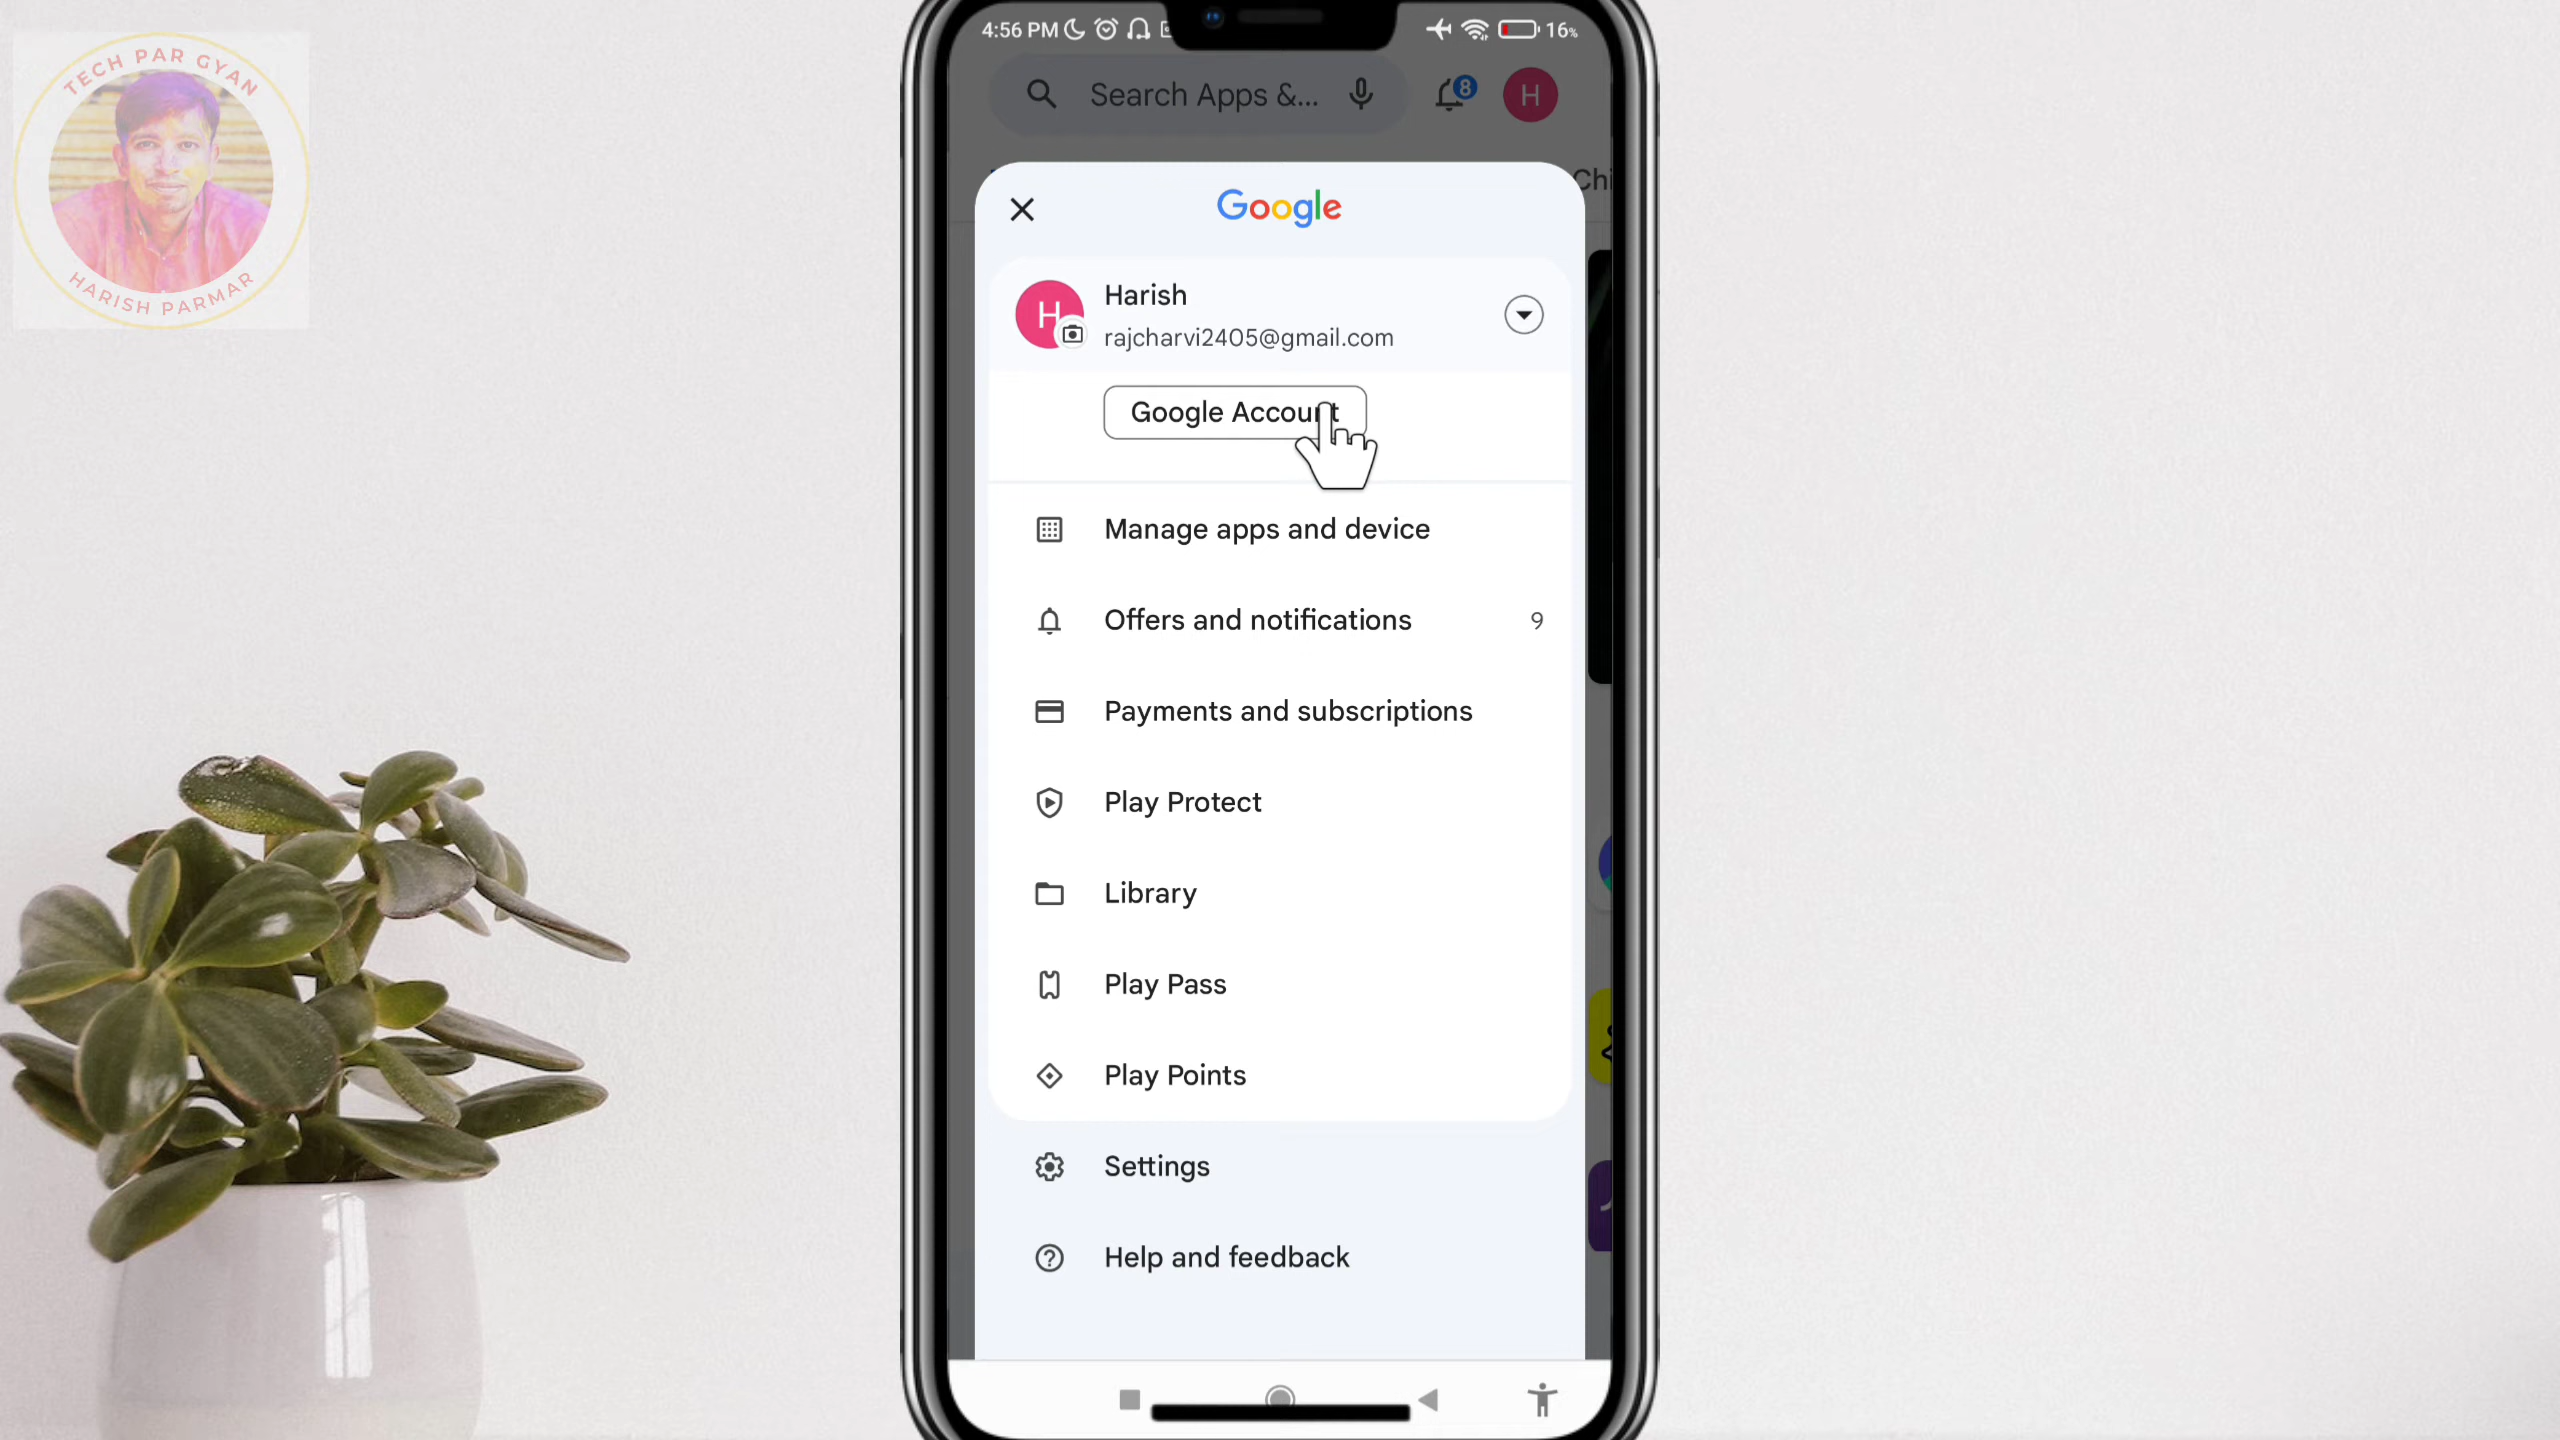 TECH PAR GYAN
HARISH PARMAR
4:56 PM
16%
Search Apps &...
8
H
Chi
Google
H
Harish
rajcharvi2405@gmail.com
Google Account
Manage apps and device
Offers and notifications
9
Payments and subscriptions
Play Protect
Library
Play Pass
Play Points
Settings
Help and feedback